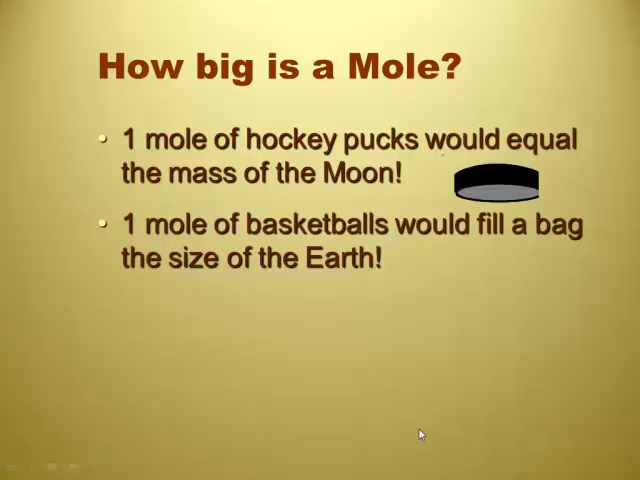 How big is a Mole?
• 1 mole of hockey pucks would equal
the mass of the Moon!
• 1 mole of basketballs would fill a bag
the size of the Earth!